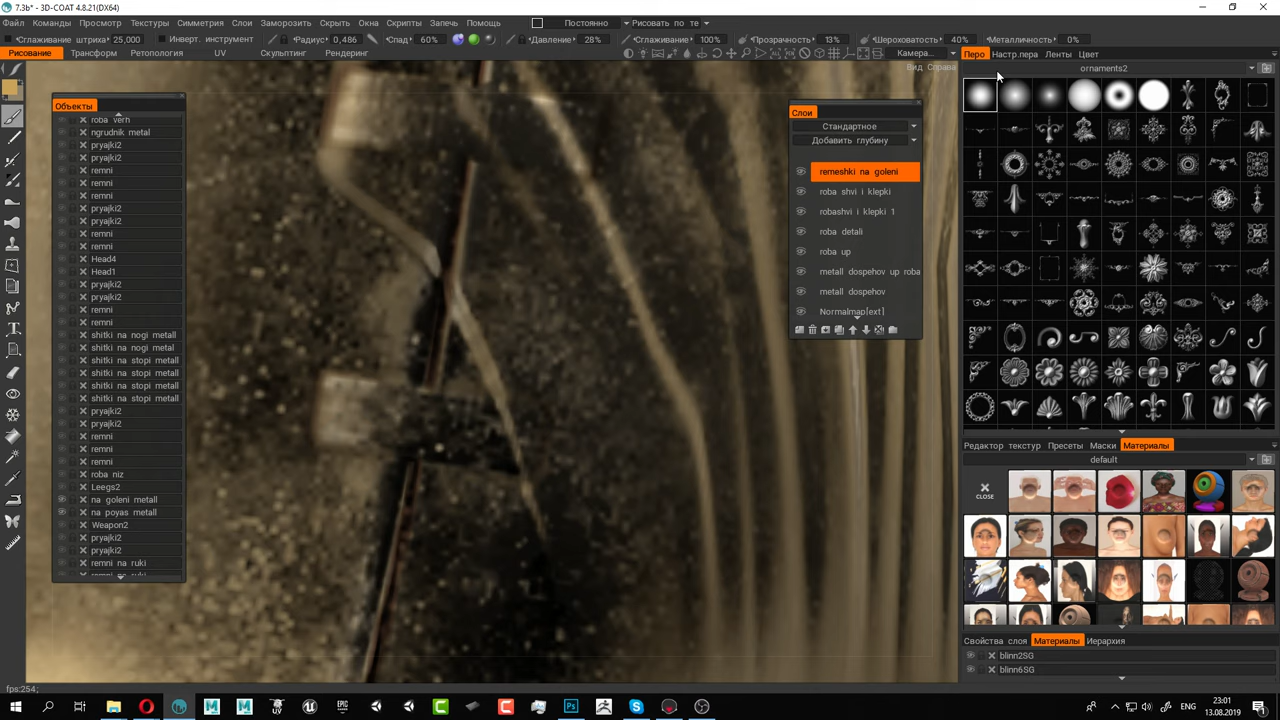 7.3b* - 3D-COAT 4.8.21(DX64)
Файл Команды Просмотр Текстуры Симметрия Слои Заморозить Скрыть Окна Скрипты Запечь Помощь Постоянно Рисовать по те
Сглаживание штриха 25,000 Инверт. инструмент Радиус 0,486 Спад 60% Давление 28% Сглаживание 100% Прозрачность 13% Шероховатость 40% Металличность 0%
Рисование Трансформ Ретопология UV Скульптинг Рендеринг Камера...
Перо Настр.пера Ленты Цвет
Вид Справа
ornaments2
Объекты
roba verh
ngrudnik metal
pryajki2
pryajki2
remni
remni
remni
pryajki2
pryajki2
remni
remni
Head4
Head1
pryajki2
pryajki2
remni
remni
shitki na nogi metall
shitki na nogi metal
shitki na stopi metall
shitki na stopi metall
shitki na stopi metall
shitki na stopi metall
pryajki2
pryajki2
remni
remni
remni
roba niz
Leegs2
na goleni metall
na poyas metall
Weapon2
pryajki2
pryajki2
remni na ruki
remni na ruki
Слои
Стандартное
Добавить глубину
remeshki na goleni
roba shvi i klepki
robashvi i klepki 1
roba detali
roba up
metall dospehov up roba
metall dospehov
Normalmap[ext]
Редактор текстур Пресеты Маски Материалы
default
CLOSE
Свойства слоя Материалы Иерархия
blinn2SG
blinn6SG
fps:254;
23:01
13.08.2019